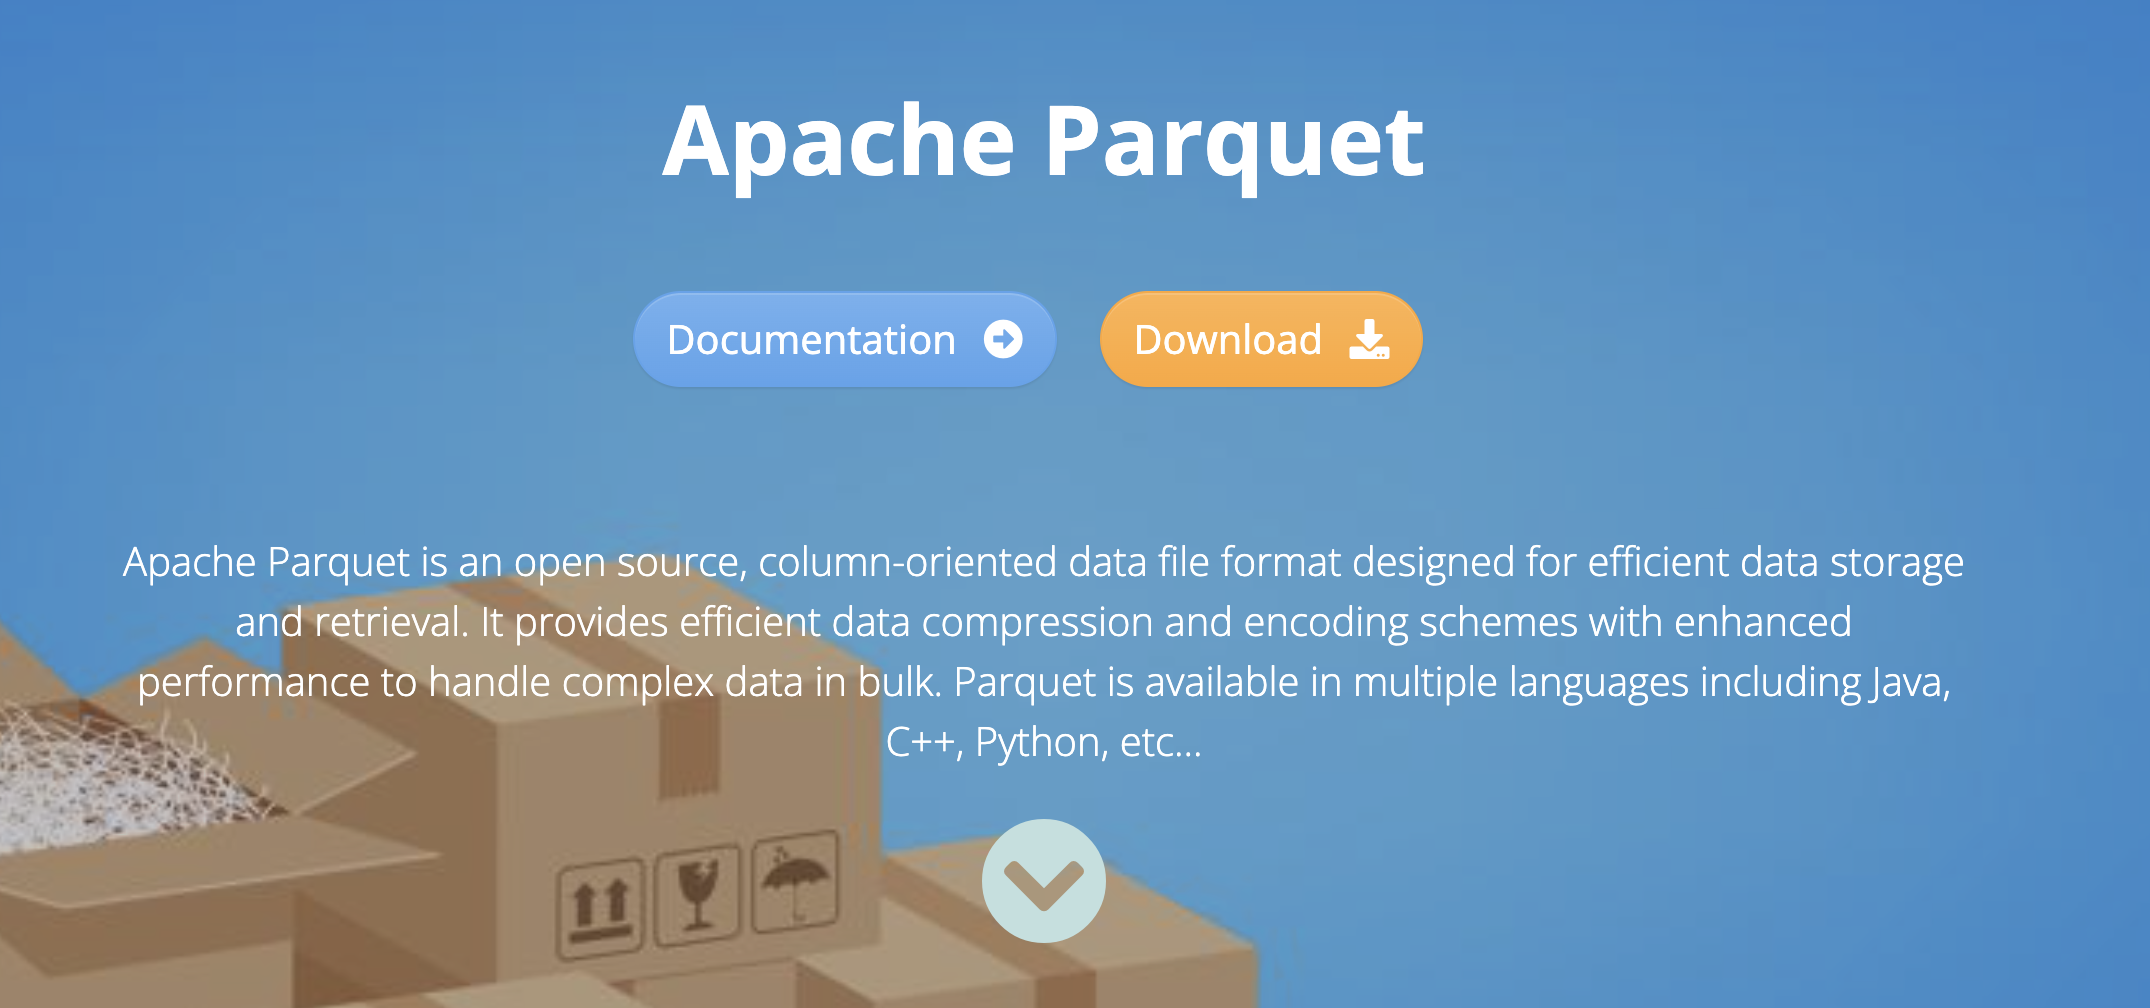 Apache Parquet
Documentation
Download
Apache Parquet is an open source, column-oriented data file format designed for efficient data storage
and retrieval. It provides efficient data compression and encoding schemes with enhanced
performance to handle complex data in bulk. Parquet is available in multiple languages including Java,
C++, Python, etc...